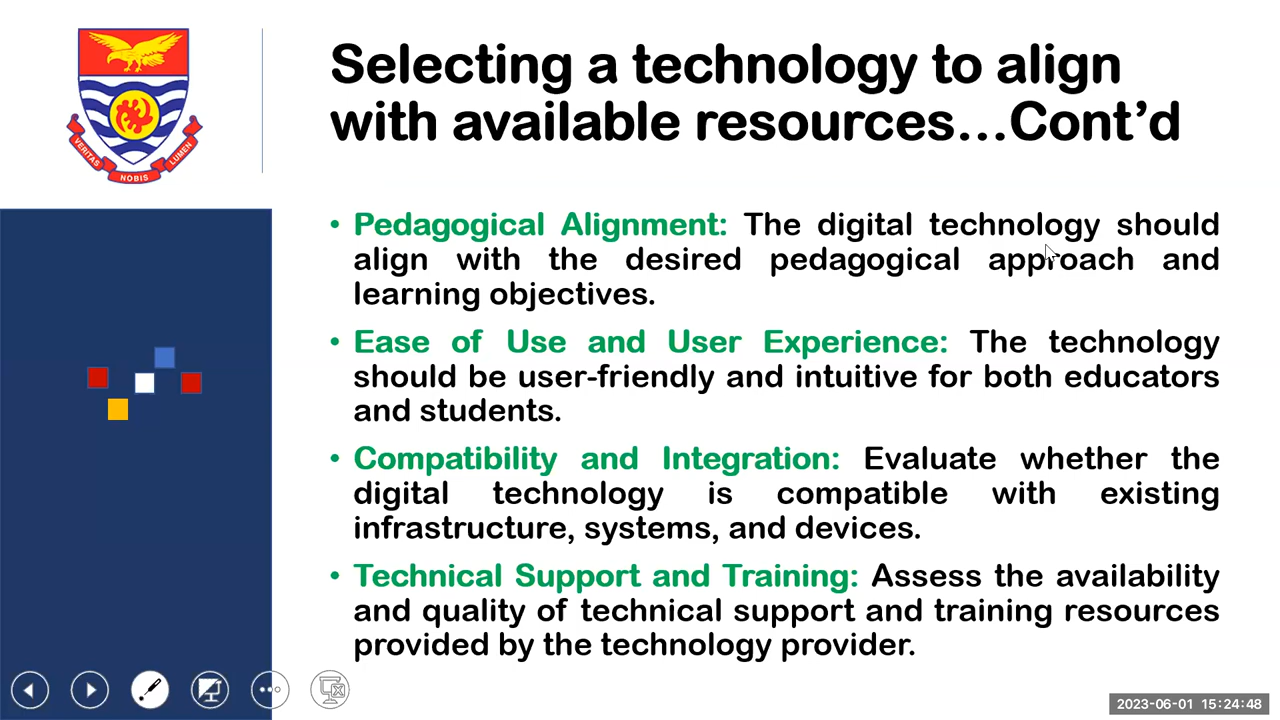 Selecting a technology to align
with available resources...Cont'd
VERITAS
NOBIS
LUMEN
• Pedagogical Alignment: The digital technology should
align with the desired pedagogical approach and
learning objectives.
• Ease of Use and User Experience: The technology
should be user-friendly and intuitive for both educators
and students.
• Compatibility and Integration: Evaluate whether the
digital technology is compatible with existing
infrastructure, systems, and devices.
• Technical Support and Training: Assess the availability
and quality of technical support and training resources
provided by the technology provider.
2023-06-01 15:24:48